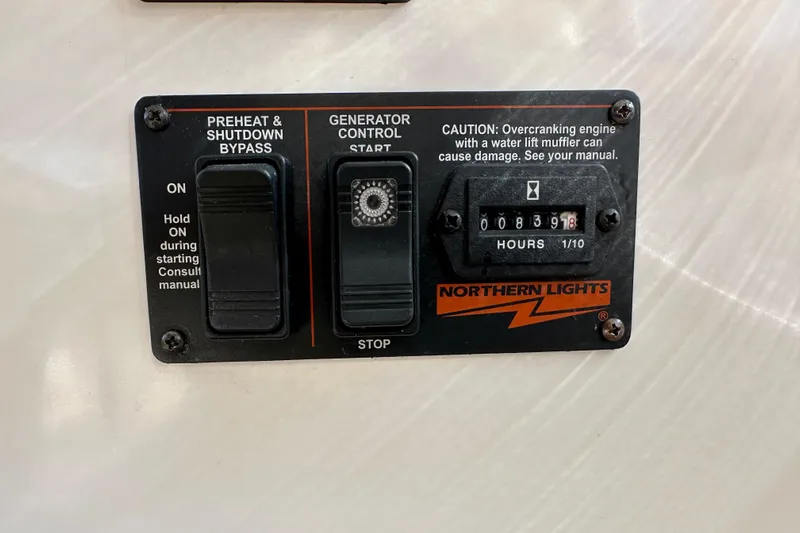 PREHEAT &
SHUTDOWN
BYPASS
ON
Hold
ON
during
starting
Consult
manual
GENERATOR
CONTROL
START
STOP
CAUTION: Overcranking engine
with a water lift muffler can
cause damage. See your manual.
0 0 8 3 9
HOURS 1/10
NORTHERN LIGHTS
®